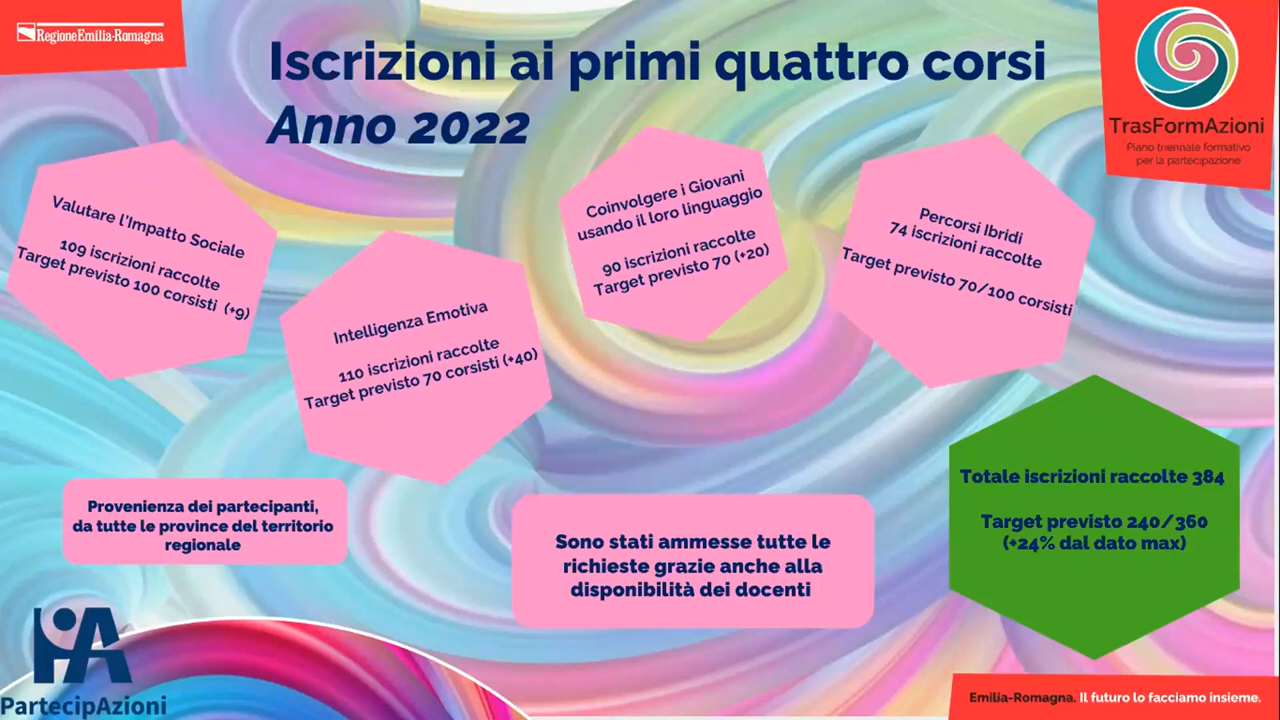 RegioneEmilia-Romagna
Iscrizioni ai primi quattro corsi
Anno 2022
TrasFormAzioni
Piano triennale formativo
per la partecipazione
Valutare l'Impatto Sociale
109 iscrizioni raccolte
Target previsto 100 corsisti (+9)
Intelligenza Emotiva
110 iscrizioni raccolte
Target previsto 70 corsisti (+40)
Coinvolgere i Giovani
usando il loro linguaggio
90 iscrizioni raccolte
Target previsto 70 (+20)
Percorsi Ibridi
74 iscrizioni raccolte
Target previsto 70/100 corsisti
Provenienza dei partecipanti,
da tutte le province del territorio
regionale
Sono stati ammesse tutte le
richieste grazie anche alla
disponibilità dei docenti
Totale iscrizioni raccolte 384
Target previsto 240/360
(+24% dal dato max)
PartecipAzioni
Emilia-Romagna. Il futuro lo facciamo insieme.